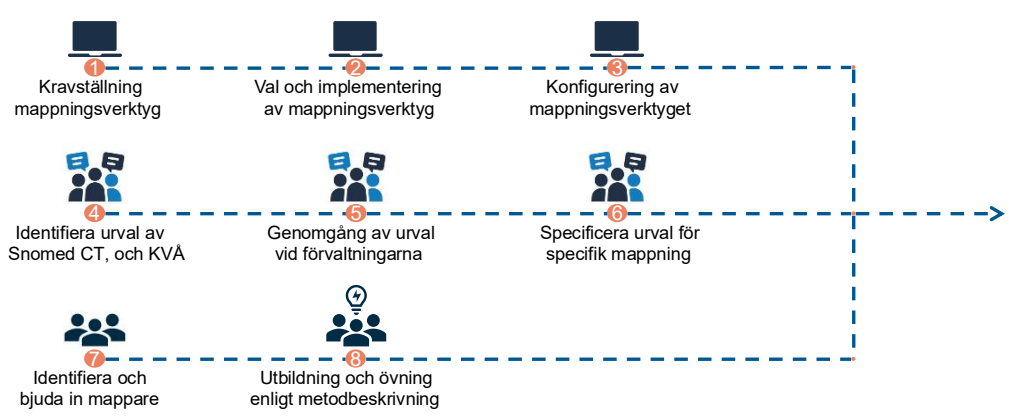 1
Kravställning
mappningsverktyg
2
Val och implementering
av mappningsverktyg
3
Konfigurering av
mappningsverktyget
4
Identifiera urval av
Snomed CT, och KVÅ
5
Genomgång av urval
vid förvaltningarna
6
Specificera urval för
specifik mappning
7
Identifiera och
bjuda in mappare
8
Utbildning och övning
enligt metodbeskrivning